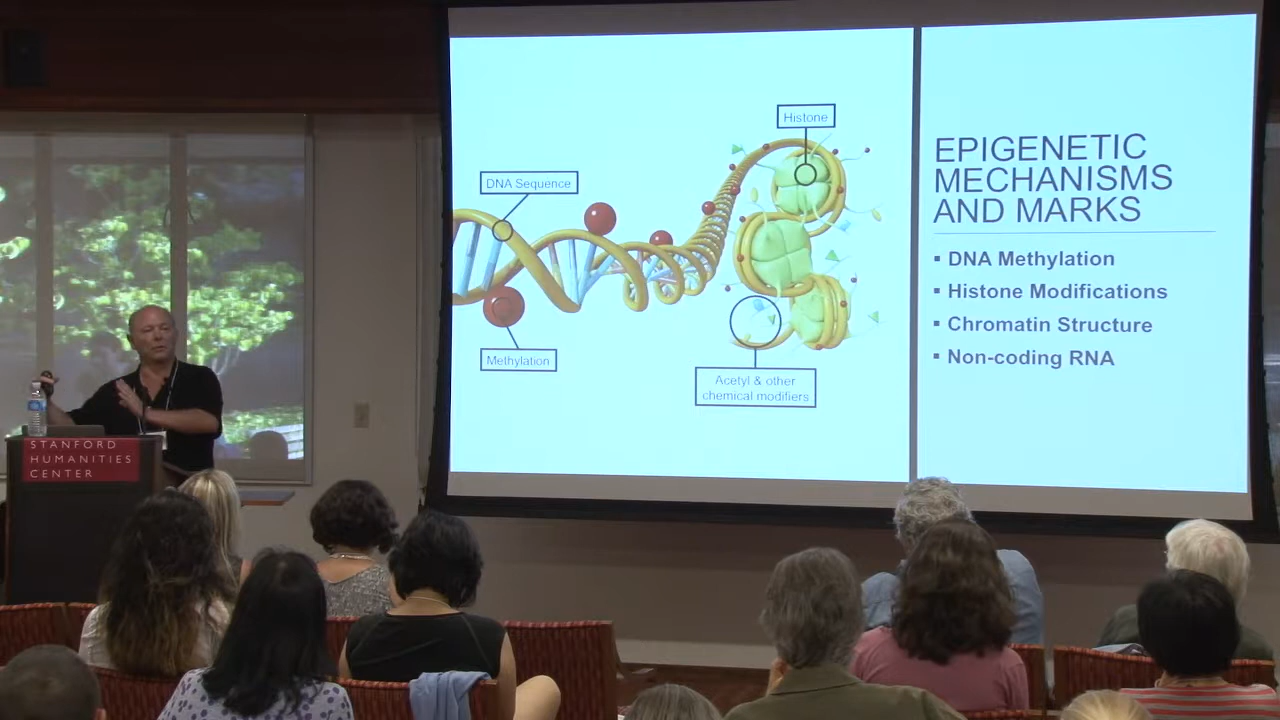 Histone
DNA Sequence
Methylation
Acetyl & other
chemical modifiers
EPIGENETIC
MECHANISMS
AND MARKS
▪ DNA Methylation
▪ Histone Modifications
▪ Chromatin Structure
▪ Non-coding RNA
STANFORD
HUMANITIES
CENTER